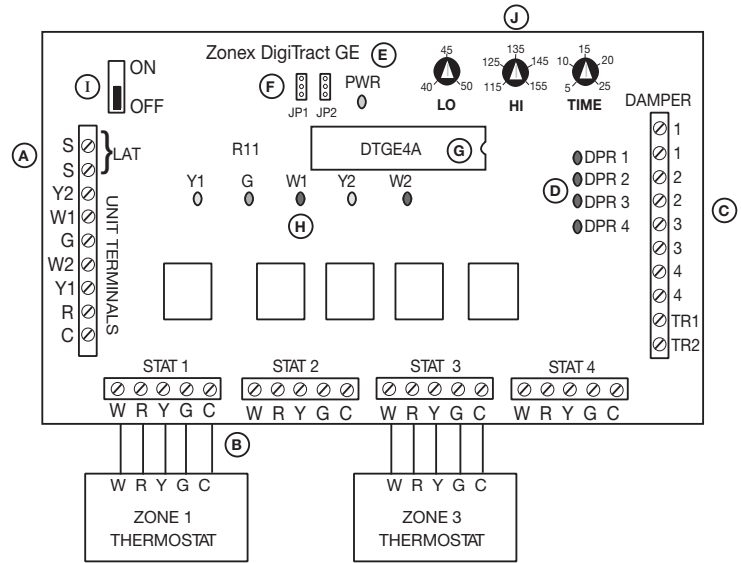 J
Zonex DigiTract GE E
ON
OFF
I
F
JP1 JP2
PWR
45
40 50
LO
135
125 145
115 155
HI
15
10 20
5 25
TIME
DAMPER
A
S
S
LAT
Y2
W1
G
W2
Y1
R
C
UNIT TERMINALS
R11
DTGE4A G
Y1 G W1 Y2 W2
H
D
DPR 1
DPR 2
DPR 3
DPR 4
1
1
2
2
3
3
4
4
TR1
TR2
C
STAT 1 STAT 2 STAT 3 STAT 4
W R Y G C W R Y G C W R Y G C W R Y G C
B
W R Y G C
ZONE 1
THERMOSTAT
W R Y G C
ZONE 3
THERMOSTAT